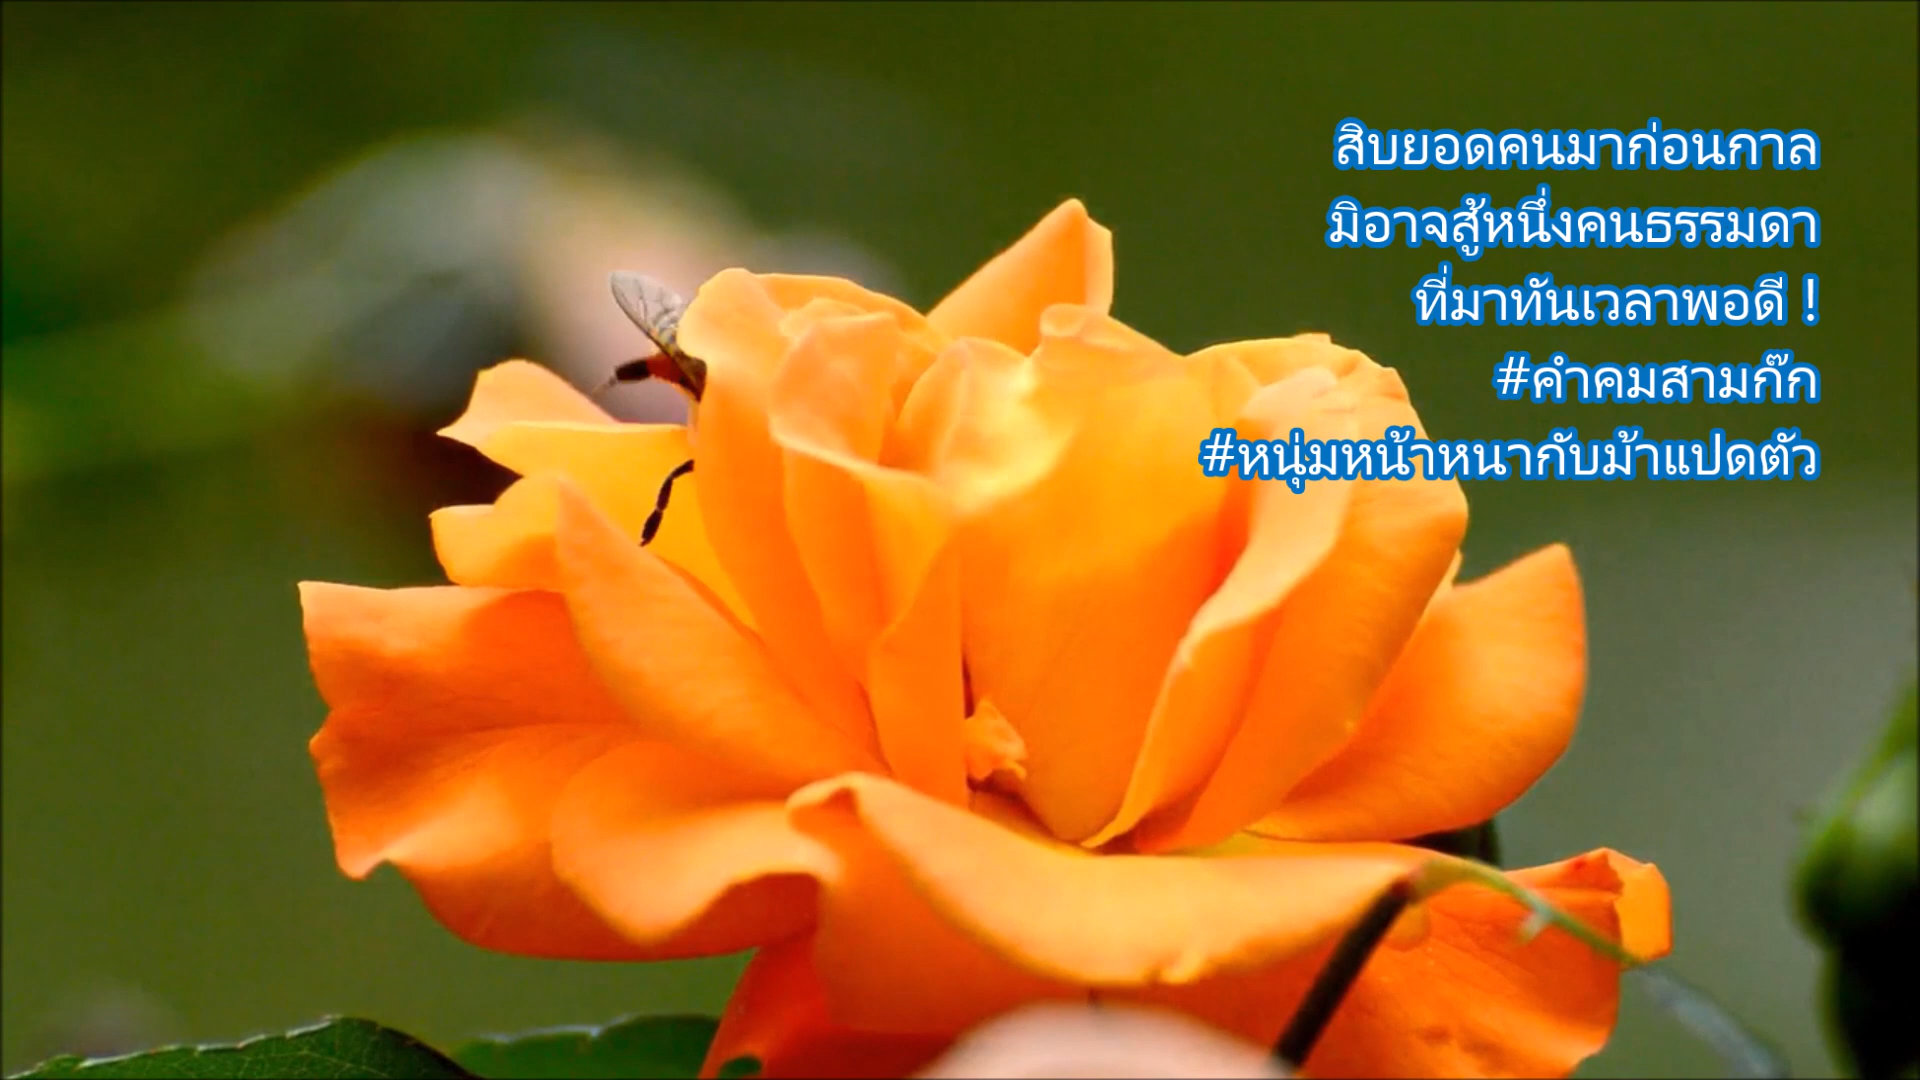 สิบยอดคนมาก่อนกาล
มิอาจสู้หนึ่งคนธรรมดา
ที่มาทันเวลาพอดี !
#คำคมสามก๊ก
#หนุ่มหน้าหนากับม้าแปดตัว